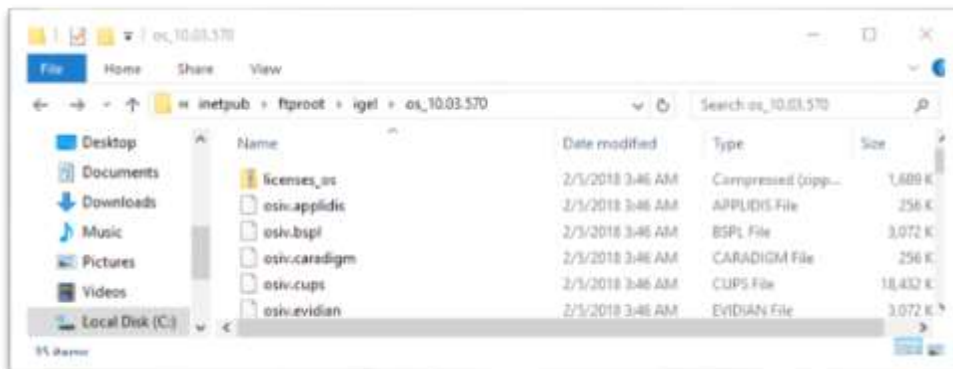 os_10.03.570
File Home Share View
« inetpub › ftproot › igel › os_10.03.570 Search os_10.03.570
Desktop
Documents
Downloads
Music
Pictures
Videos
Local Disk (C:)
Name Date modified Type Size
licenses_os 2/5/2018 3:46 AM Compressed (zipp... 1,689 K
osiv.applidis 2/5/2018 3:46 AM APPLIDIS File 256 K
osiv.bspl 2/5/2018 3:46 AM BSPL File 3,072 K
osiv.caradigm 2/5/2018 3:46 AM CARADIGM File 256 K
osiv.cups 2/5/2018 3:46 AM CUPS File 18,432 K
osiv.evidian 2/5/2018 3:46 AM EVIDIAN File 3,072 K
items